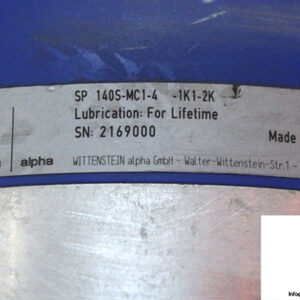 SP 140S-MC1-4 -1K1-2K
Lubrication: For Lifetime
SN: 2169000 Made
alpha WITTENSTEIN alpha GmbH - Walter-Wittenstein-Str.1 -